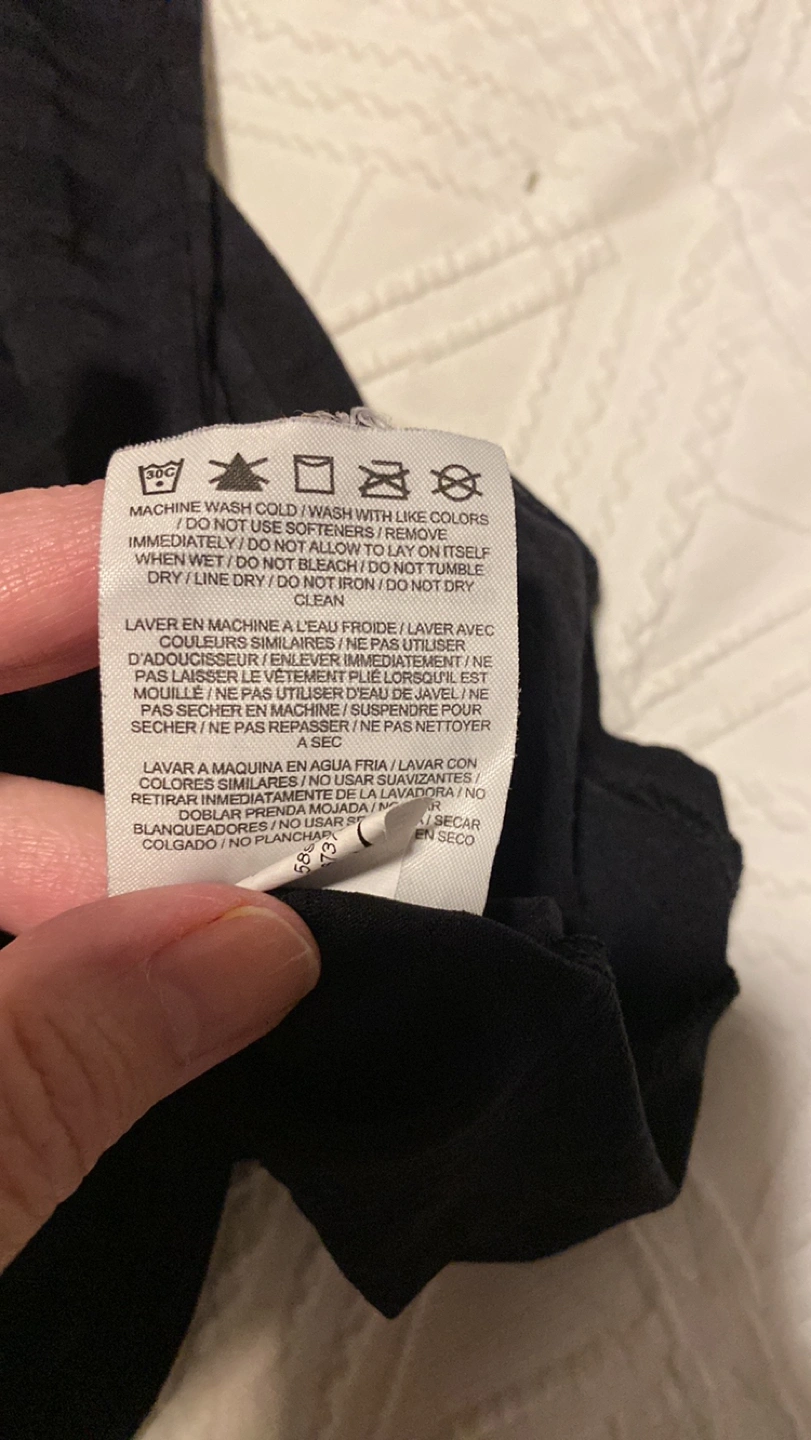 30C
MACHINE WASH COLD / WASH WITH LIKE COLORS
/ DO NOT USE SOFTENERS / REMOVE
IMMEDIATELY / DO NOT ALLOW TO LAY ON ITSELF
WHEN WET / DO NOT BLEACH / DO NOT TUMBLE
DRY / LINE DRY / DO NOT IRON / DO NOT DRY
CLEAN
LAVER EN MACHINE A L'EAU FROIDE / LAVER AVEC
COULEURS SIMILAIRES / NE PAS UTILISER
D'ADOUCISSEUR / ENLEVER IMMEDIATEMENT / NE
PAS LAISSER LE VÊTEMENT PLIÉ LORSQU'IL EST
MOUILLÉ / NE PAS UTILISER D'EAU DE JAVEL / NE
PAS SECHER EN MACHINE / SUSPENDRE POUR
SECHER / NE PAS REPASSER / NE PAS NETTOYER
A SEC
LAVAR A MAQUINA EN AGUA FRIA / LAVAR CON
COLORES SIMILARES / NO USAR SUAVIZANTES /
RETIRAR INMEDIATAMENTE DE LA LAVADORA / NO
DOBLAR PRENDA MOJADA /
BLANQUEADORES / NO USAR / SECAR
COLGADO / NO EN SECO